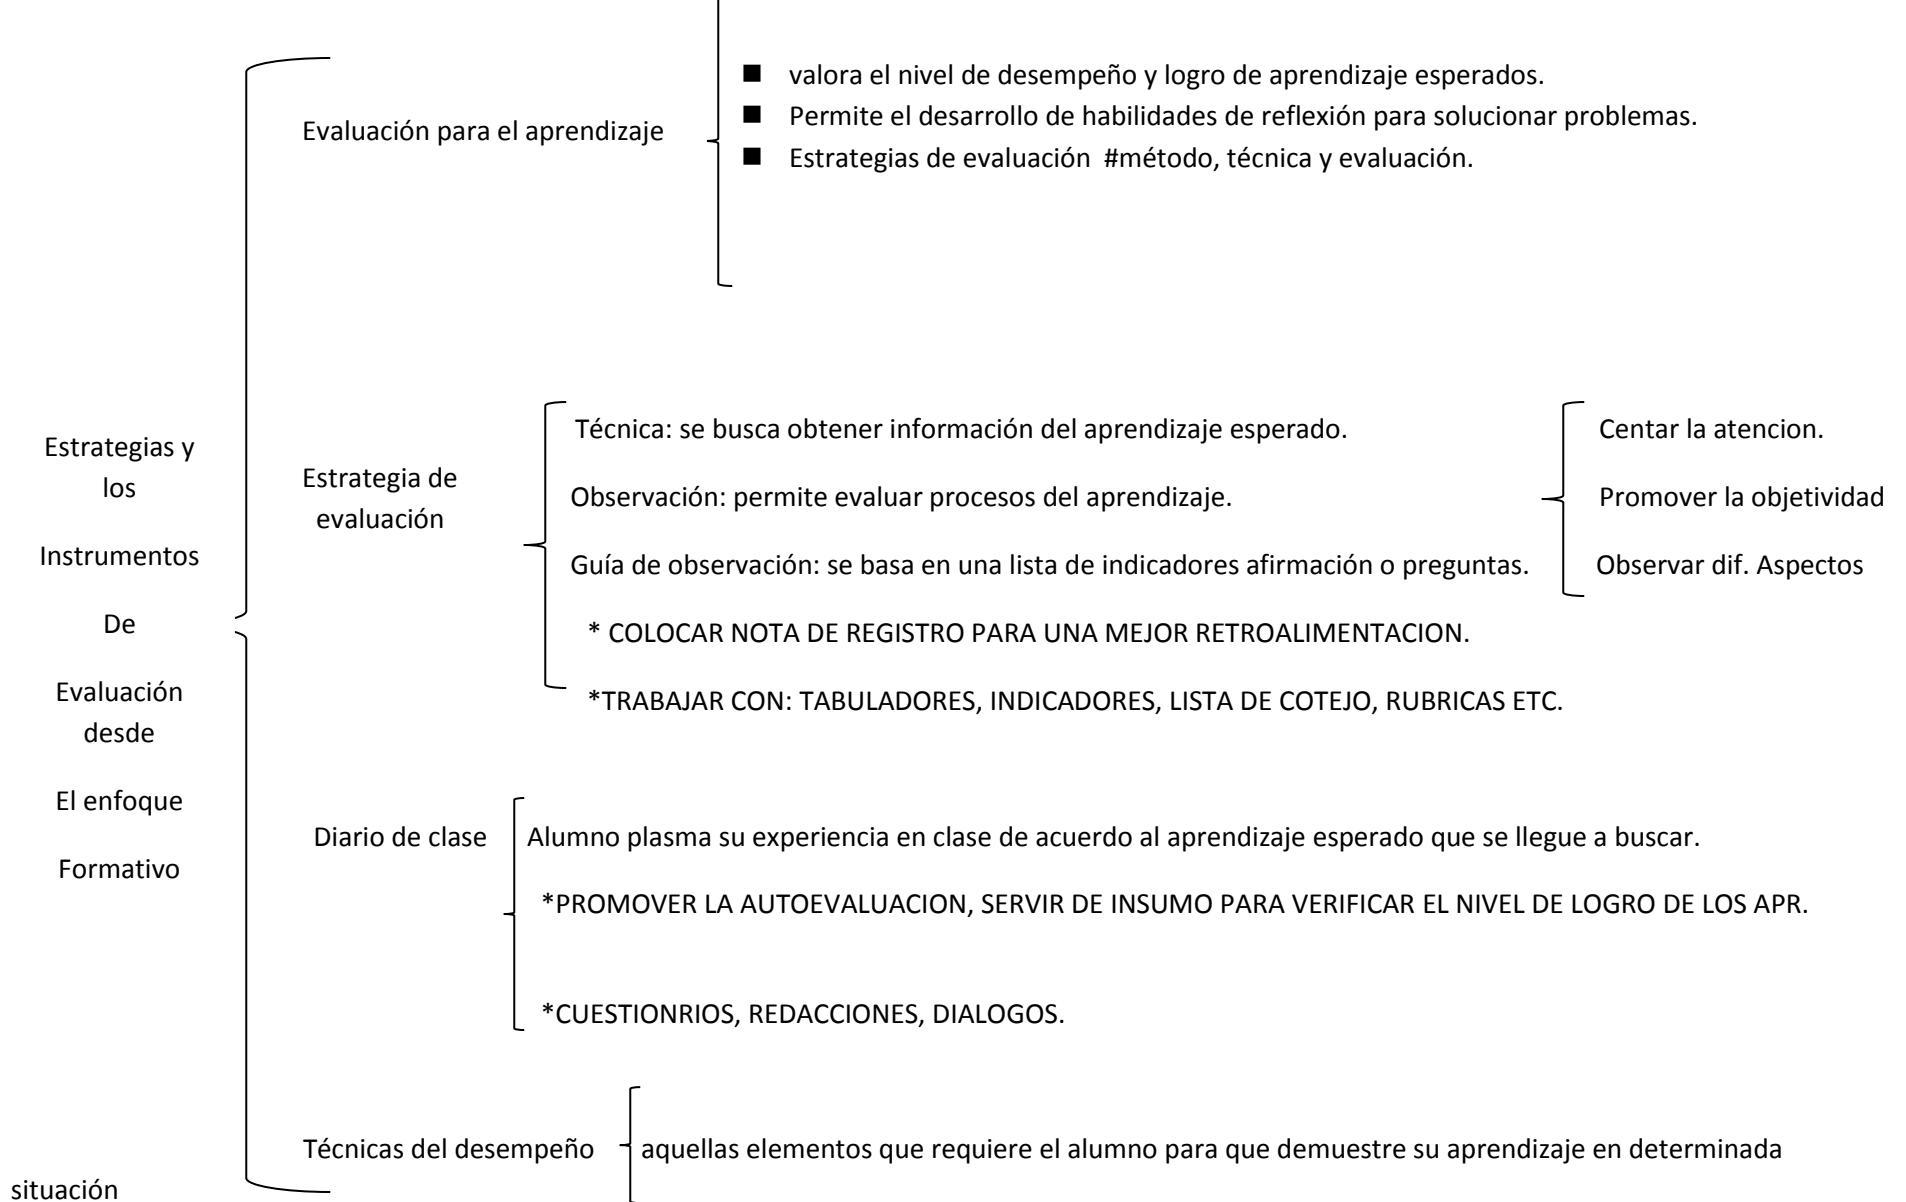 valora el nivel de desempeño y logro de aprendizaje esperados.
Evaluación para el aprendizaje
Permite el desarrollo de habilidades de reflexión para solucionar problemas.
Estrategias de evaluación #método, técnica y evaluación.
Estrategias y
los
Instrumentos
De
Evaluación
desde
El enfoque
Formativo
Estrategia de
evaluación
Técnica: se busca obtener información del aprendizaje esperado.
Observación: permite evaluar procesos del aprendizaje.
Guía de observación: se basa en una lista de indicadores afirmación o preguntas.
* COLOCAR NOTA DE REGISTRO PARA UNA MEJOR RETROALIMENTACION.
*TRABAJAR CON: TABULADORES, INDICADORES, LISTA DE COTEJO, RUBRICAS ETC.
Centar la atencion.
Promover la objetividad
Observar dif. Aspectos
Diario de clase
Alumno plasma su experiencia en clase de acuerdo al aprendizaje esperado que se llegue a buscar.
*PROMOVER LA AUTOEVALUACION, SERVIR DE INSUMO PARA VERIFICAR EL NIVEL DE LOGRO DE LOS APR.
*CUESTIONRIOS, REDACCIONES, DIALOGOS.
Técnicas del desempeño
aquellas elementos que requiere el alumno para que demuestre su aprendizaje en determinada
situación